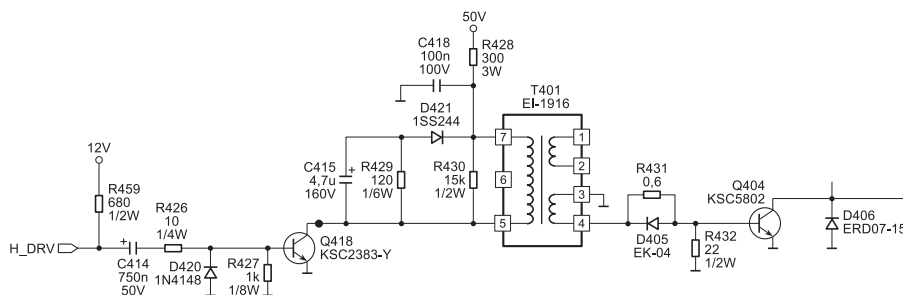 50V
C418
100n
100V
R428
300
3W
T401
EI-1916
D421
1SS244
7
1
12V
C415
4,7u
160V
+
R429
120
1/6W
R430
15k
1/2W
6
2
R431
0,6
Q404
KSC5802
R459
680
1/2W
R426
10
1/4W
3
5
4
H_DRV
+
C414
750n
50V
D420
1N4148
R427
1k
1/8W
Q418
KSC2383-Y
D405
EK-04
R432
22
1/2W
D406
ERD07-15